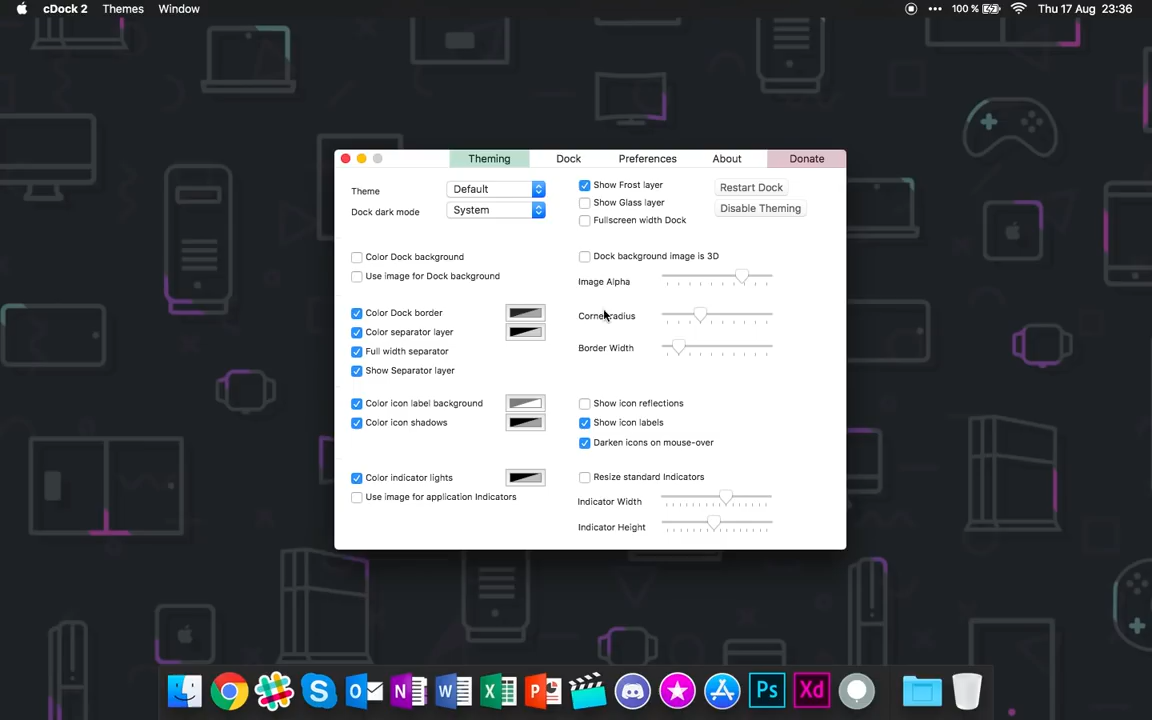 cDock 2 Themes Window 100 % Thu 17 Aug 23:36
Theming Dock Preferences About Donate
Theme Default
Dock dark mode System
Show Frost layer Restart Dock
Show Glass layer Disable Theming
Fullscreen width Dock
Color Dock background
Use image for Dock background
Dock background image is 3D
Image Alpha
Color Dock border
Color separator layer
Full width separator
Show Separator layer
Corner radius
Border Width
Color icon label background
Color icon shadows
Show icon reflections
Show icon labels
Darken icons on mouse-over
Color indicator lights
Use image for application Indicators
Resize standard Indicators
Indicator Width
Indicator Height
S O N W X P Ps Xd